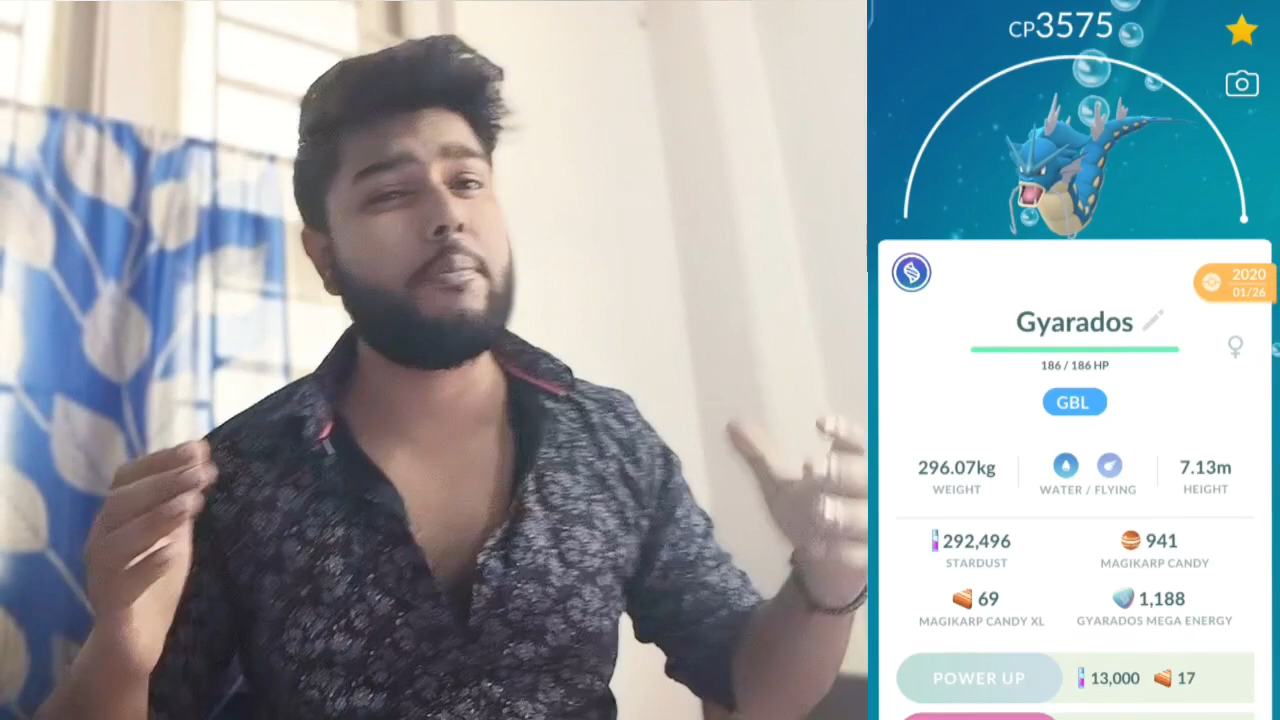 CP3575
2020
01/26
Gyarados
186 / 186 HP
GBL
296.07kg
WEIGHT
WATER / FLYING
7.13m
HEIGHT
292,496
STARDUST
941
MAGIKARP CANDY
69
MAGIKARP CANDY XL
1,188
GYARADOS MEGA ENERGY
POWER UP
13,000
17